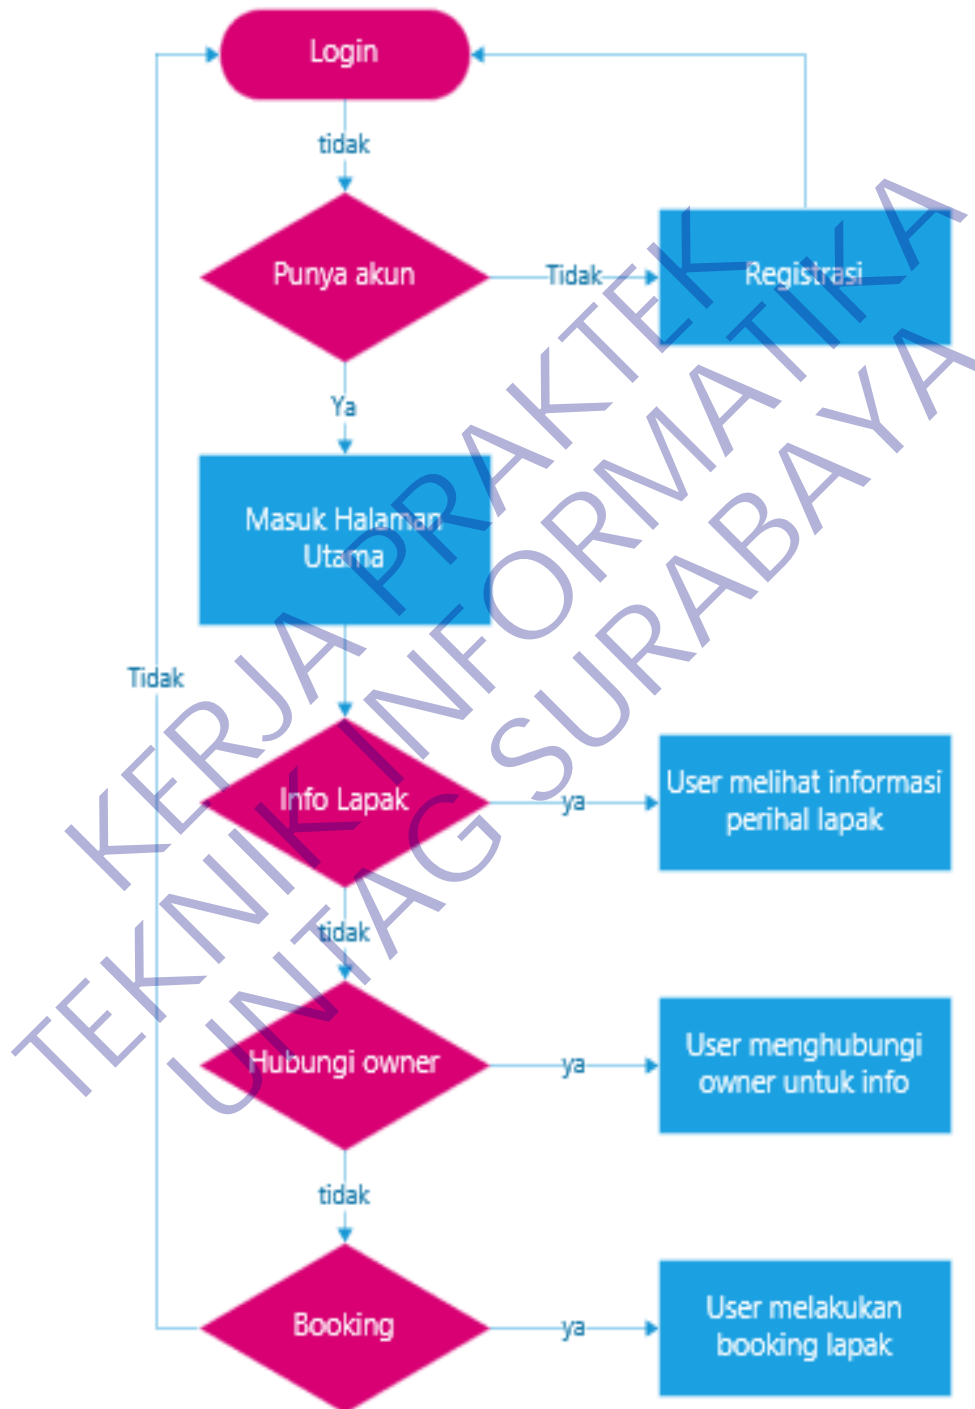 Login
tidak
Punya akun
Tidak
Registrasi
Ya
Masuk Halaman
Utama
Tidak
Info Lapak
ya
User melihat informasi
perihal lapak
tidak
Hubungi owner
ya
User menghubungi
owner untuk info
tidak
Booking
ya
User melakukan
booking lapak
KERJA PRAKTEK
TEKNIK INFORMATIKA
UNTAG SURABAYA